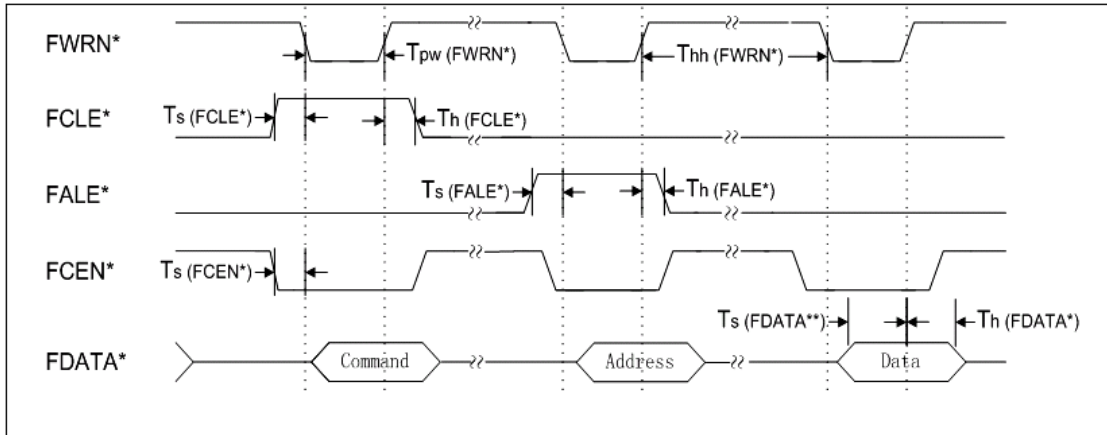 FWRN*
Tpw (FWRN*)
Thh (FWRN*)
FCLE*
Ts (FCLE*)
Th (FCLE*)
FALE*
Ts (FALE*)
Th (FALE*)
FCEN*
Ts (FCEN*)
Ts (FDATA**)
Th (FDATA*)
FDATA*
Command
Address
Data